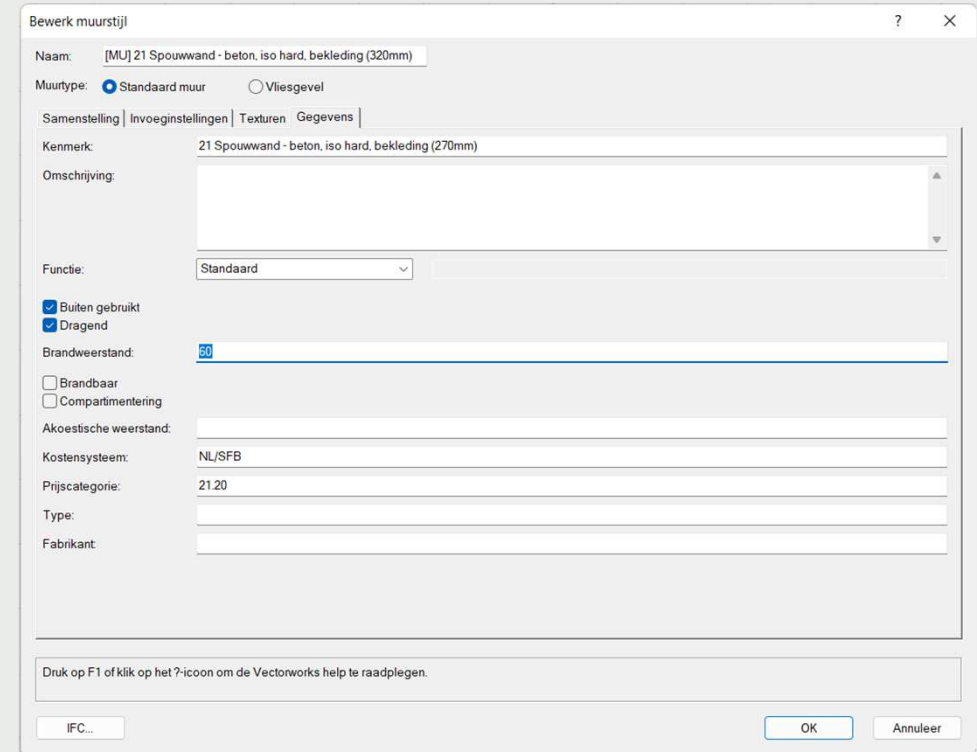 Bewerk muurstijl
?
Naam: [MU] 21 Spouwwand - beton, iso hard, bekleding (320mm)
Muurtype: Standaard muur Vliesgevel
Samenstelling Invoeginstellingen Texturen Gegevens
Kenmerk: 21 Spouwwand - beton, iso hard, bekleding (270mm)
Omschrijving:
Functie: Standaard
Buiten gebruikt
Dragend
Brandweerstand: 60
Brandbaar
Compartimentering
Akoestische weerstand:
Kostensysteem: NL/SFB
Prijscategorie: 21.20
Type:
Fabrikant:
Druk op F1 of klik op het ?-icoon om de Vectorworks help te raadplegen.
IFC... OK Annuleer